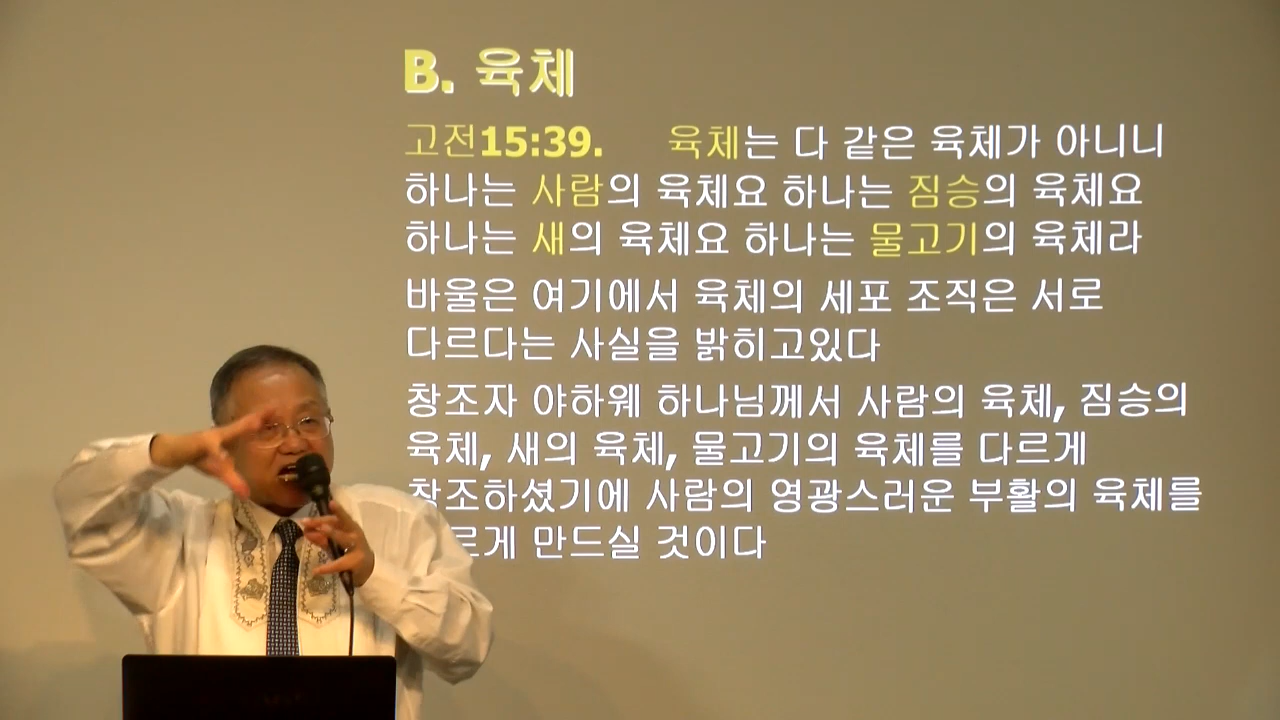 B. 육체
고전15:39. 육체는 다 같은 육체가 아니니
하나는 사람의 육체요 하나는 짐승의 육체요
하나는 새의 육체요 하나는 물고기의 육체라
바울은 여기에서 육체의 세포 조직은 서로
다르다는 사실을 밝히고있다
창조자 야하웨 하나님께서 사람의 육체, 짐승의
육체, 새의 육체, 물고기의 육체를 다르게
창조하셨기에 사람의 영광스러운 부활의 육체를
르게 만드실 것이다